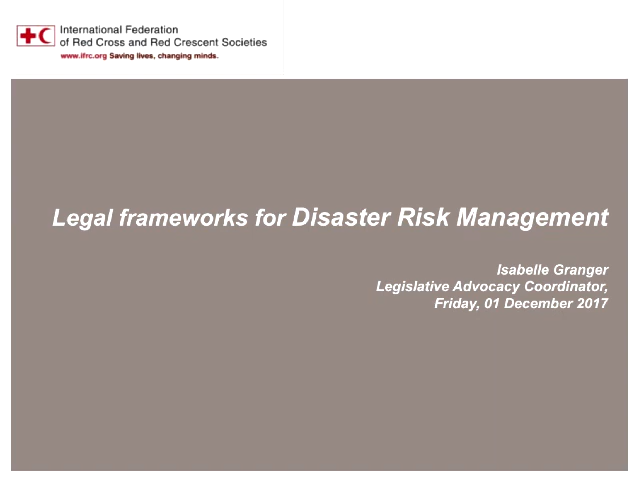 International Federation
of Red Cross and Red Crescent Societies
www.ifrc.org Saving lives, changing minds.
Legal frameworks for Disaster Risk Management
Isabelle Granger
Legislative Advocacy Coordinator,
Friday, 01 December 2017